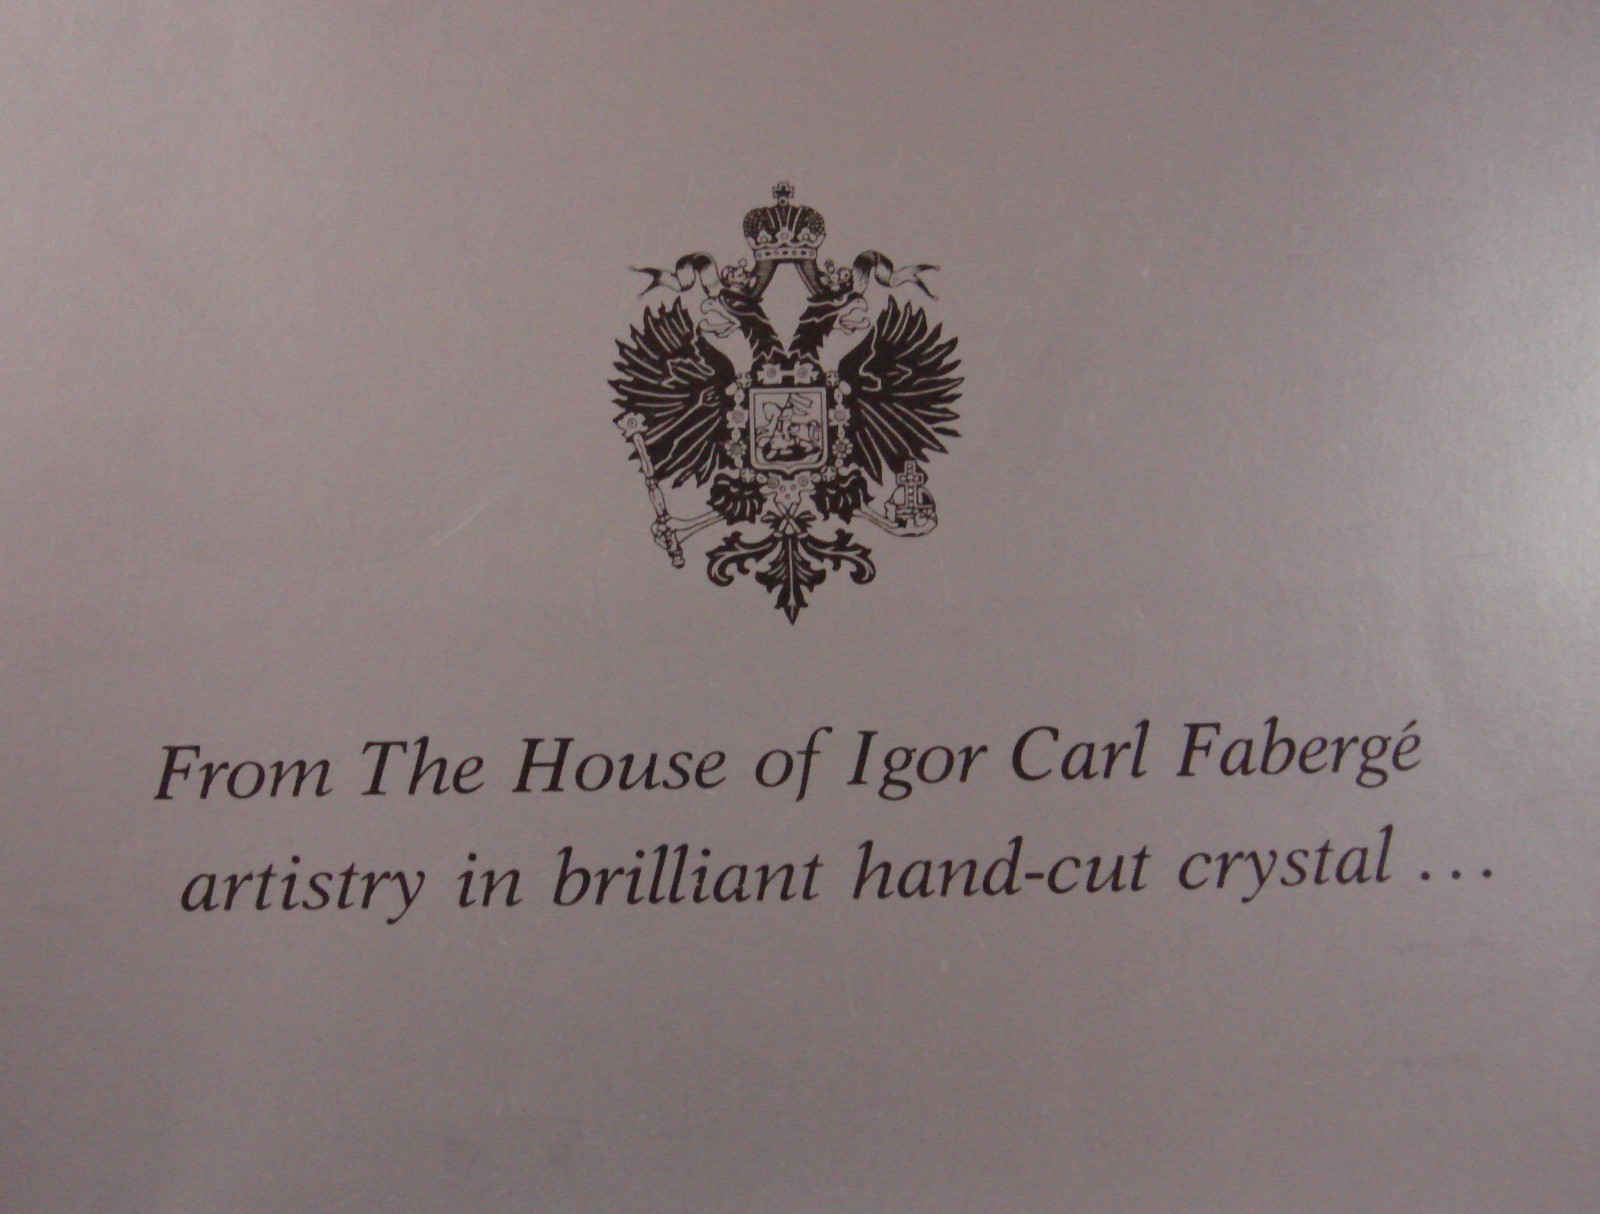 From The House of Igor Carl Fabergé
artistry in brilliant hand-cut crystal ...